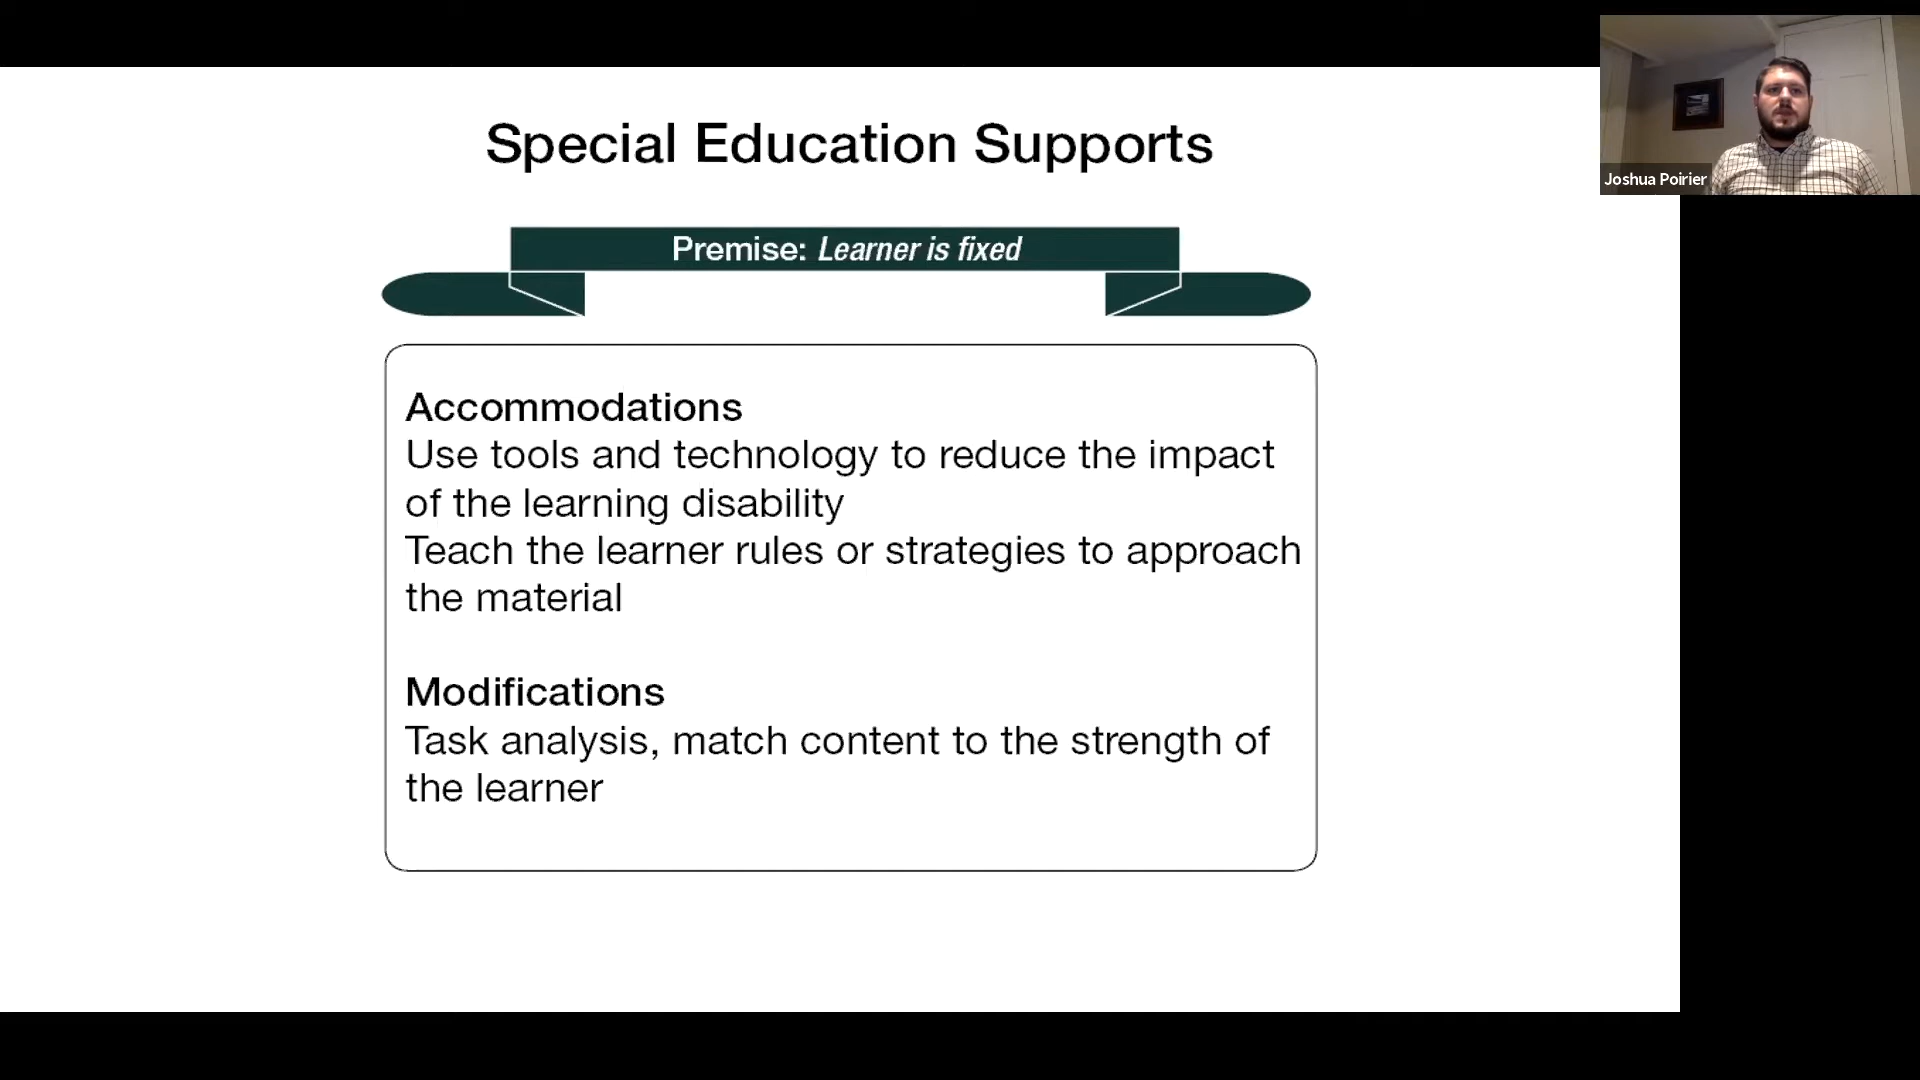 Special Education Supports
Premise: Learner is fixed
Accommodations
Use tools and technology to reduce the impact
of the learning disability
Teach the learner rules or strategies to approach
the material
Modifications
Task analysis, match content to the strength of
the learner
Joshua Poirier